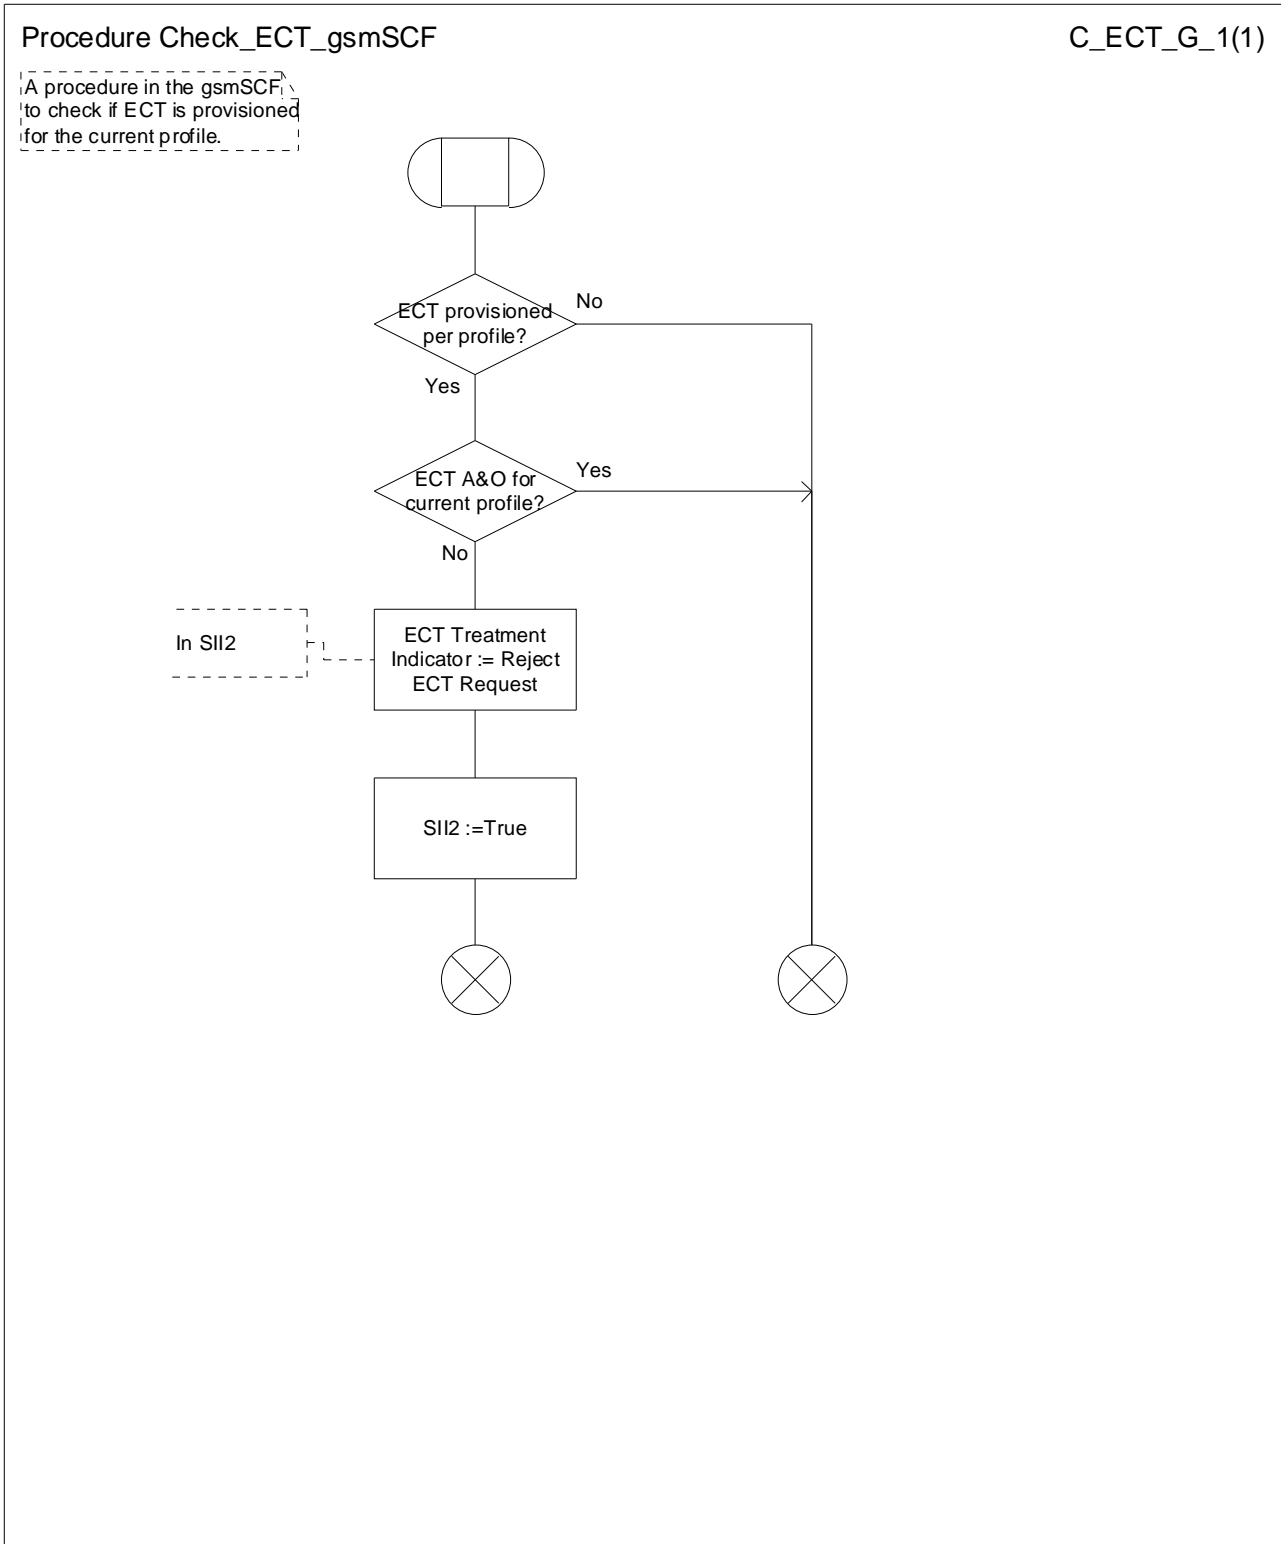 Procedure Check_ECT_gsmSCF
C_ECT_G_1(1)
A procedure in the gsmSCF
to check if ECT is provisioned
for the current profile.
ECT provisioned
per profile?
No
Yes
ECT A&O for
current profile?
Yes
No
In SII2
ECT Treatment
Indicator := Reject
ECT Request
SII2 :=True